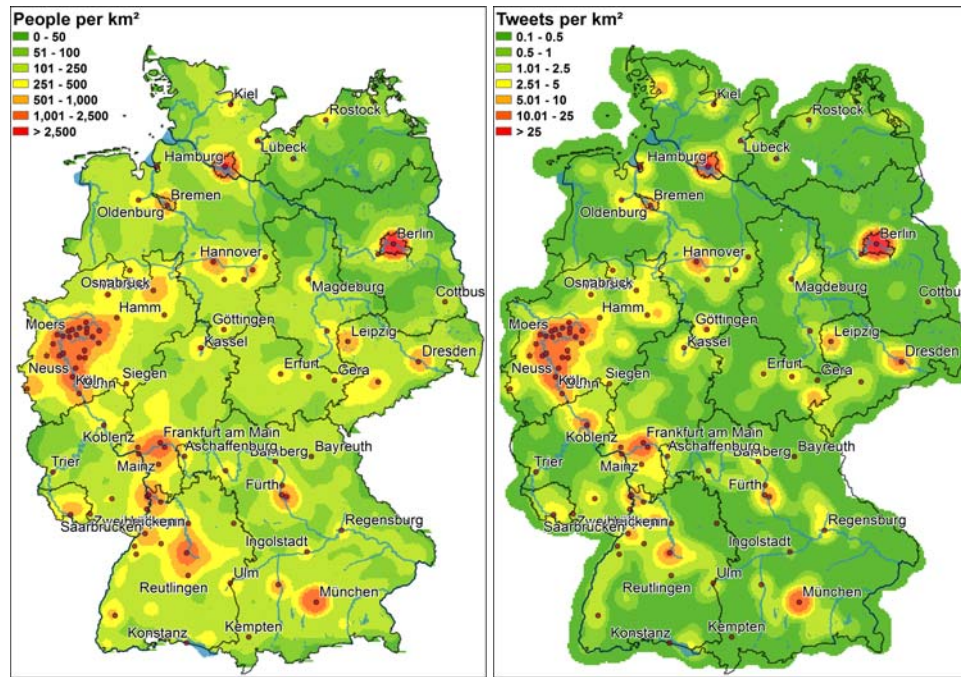 People per km²
0 - 50
51 - 100
101 - 250
251 - 500
501 - 1,000
1,001 - 2,500
> 2,500
Kiel
Rostock
Lübeck
Hamburg
Bremen
Oldenburg
Berlin
Hannover
Osnabrück
Magdeburg
Cottbus
Hamm
Moers
Göttingen
Leipzig
Kassel
Dresden
Neuss
Erfurt
Gera
Köln
Siegen
Koblenz
Frankfurt am Main
Aschaffenburg
Bayreuth
Trier
Mainz
Bamberg
Fürth
Saarbrücken
Regensburg
Ingolstadt
Reutlingen
Ulm
München
Konstanz
Kempten
Tweets per km²
0.1 - 0.5
0.5 - 1
1.01 - 2.5
2.51 - 5
5.01 - 10
10.01 - 25
> 25
Kiel
Rostock
Lübeck
Hamburg
Bremen
Oldenburg
Berlin
Hannover
Osnabrück
Magdeburg
Cottbus
Hamm
Moers
Göttingen
Leipzig
Kassel
Dresden
Neuss
Erfurt
Gera
Köln
Siegen
Koblenz
Frankfurt am Main
Aschaffenburg
Bayreuth
Trier
Mainz
Bamberg
Fürth
Saarbrücken
Regensburg
Ingolstadt
Reutlingen
Ulm
München
Konstanz
Kempten